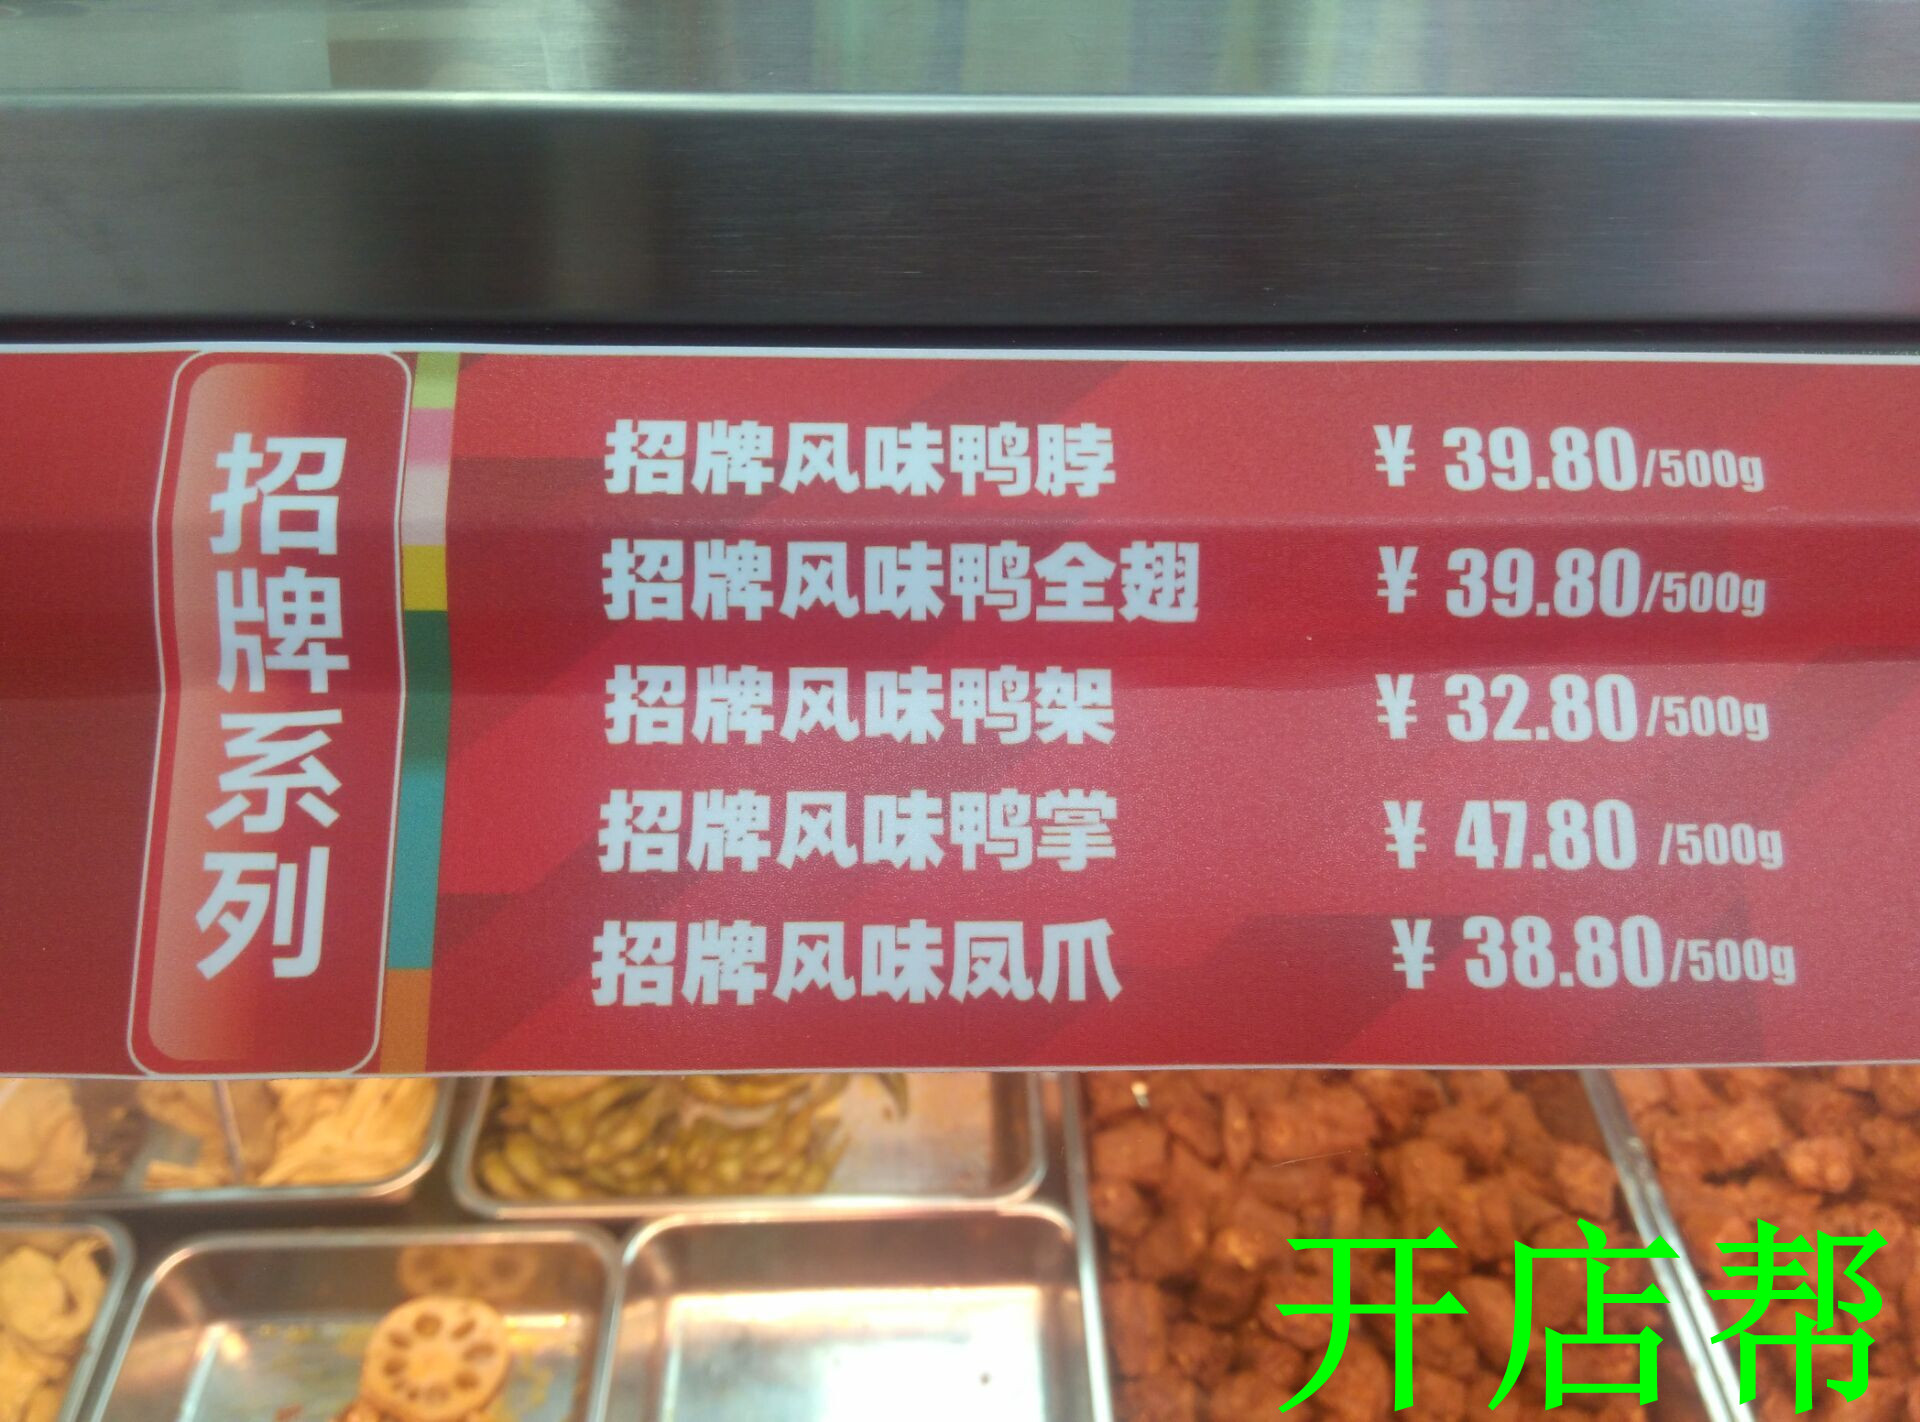 招牌系列
招牌风味鸭脖 ¥ 39.80/500g
招牌风味鸭全翅 ¥ 39.80/500g
招牌风味鸭架 ¥ 32.80/500g
招牌风味鸭掌 ¥ 47.80 /500g
招牌风味凤爪 ¥ 38.80/500g
开店帮